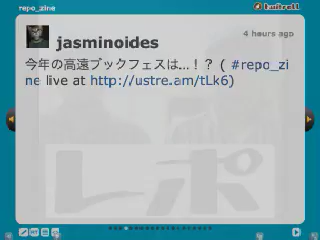 repo_zine
twitrell
jasminoides
4 hours ago
今年の高遠ブックフェスは...！？ ( #repo_zi
ne live at http://ustre.am/tLk6)
レポ